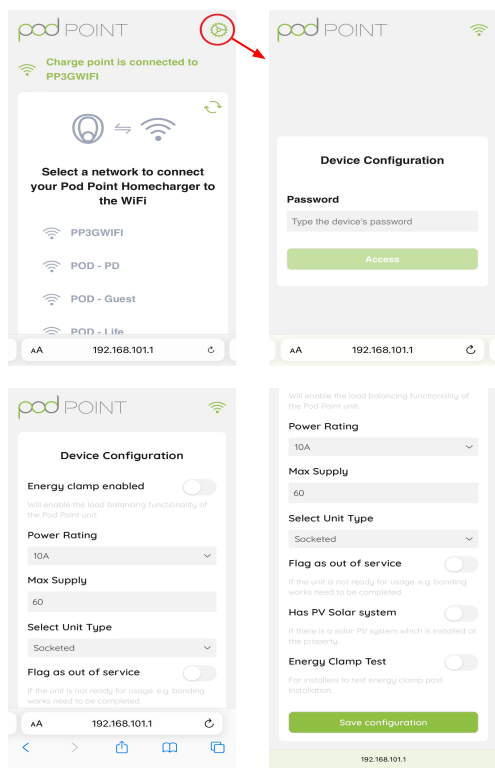 pod POINT
Charge point is connected to
PP3GWIFI
Select a network to connect
your Pod Point Homecharger to
the WiFi
PP3GWIFI
POD - PD
POD - Guest
POD - Life
AA 192.168.101.1
pod POINT
Device Configuration
Password
Type the device's password
Access
AA 192.168.101.1
pod POINT
Device Configuration
Energy clamp enabled
Will enable the load balancing functionality of
the Pod Point unit.
Power Rating
10A
Max Supply
60
Select Unit Type
Socketed
Flag as out of service
If the unit is not ready for usage. e.g. bonding
works need to be completed.
AA 192.168.101.1
Will enable the load balancing functionality of
the Pod Point unit.
Power Rating
10A
Max Supply
60
Select Unit Type
Socketed
Flag as out of service
If the unit is not ready for usage. e.g. bonding
works need to be completed.
Has PV Solar system
If there is a solar PV system which is installed at
the property.
Energy Clamp Test
For installers to test energy clamp post
installation.
Save configuration
192.168.101.1